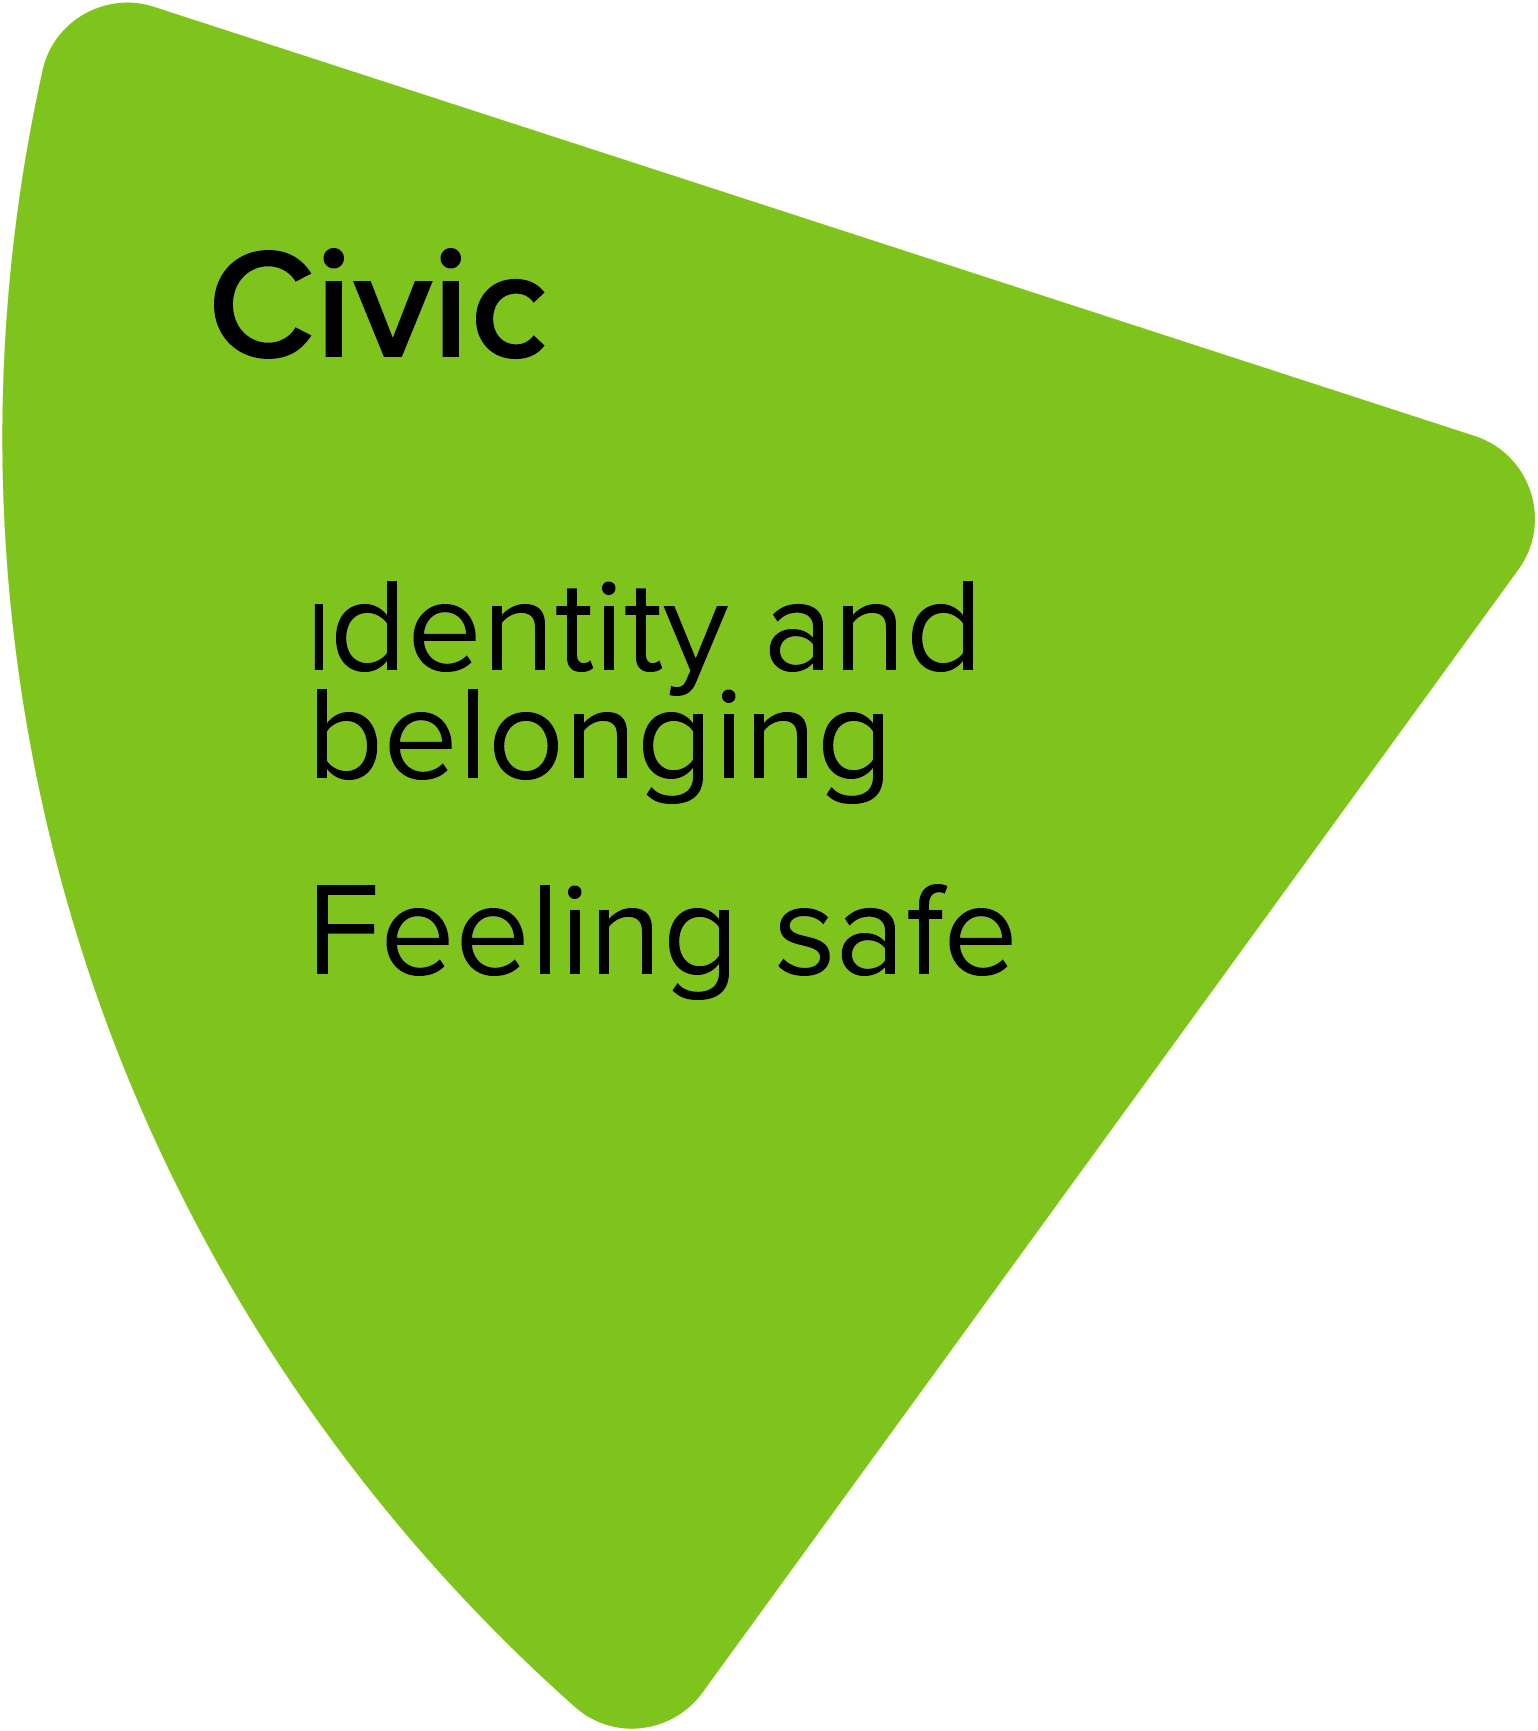 Civic
Identity and
belonging
Feeling safe